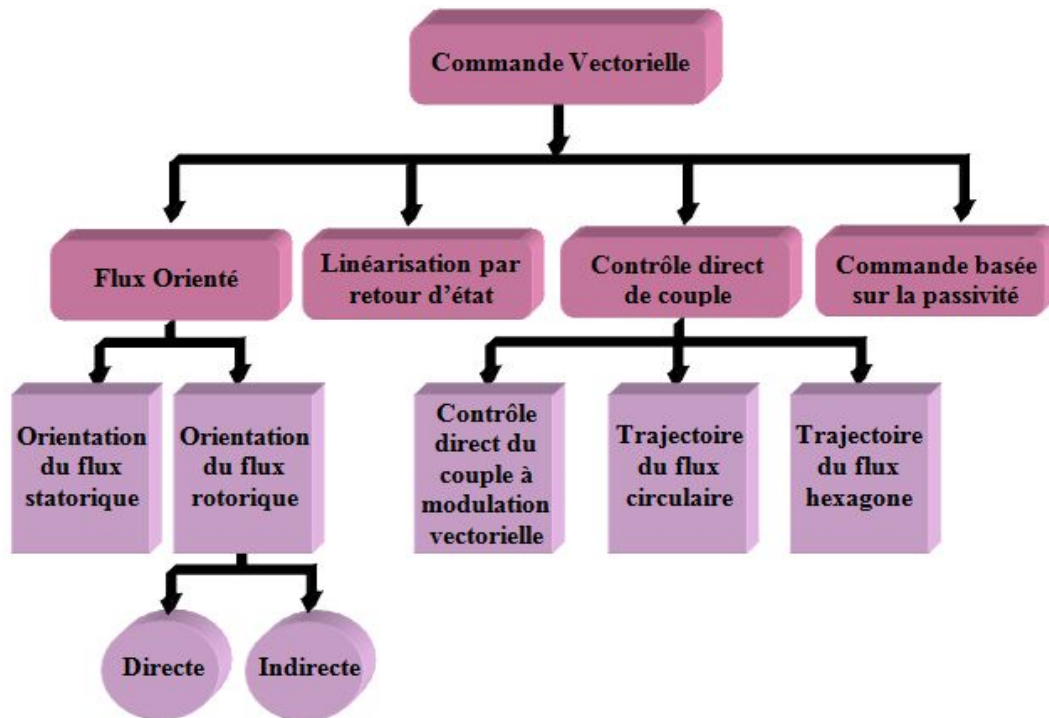 Commande Vectorielle
Flux Orienté
Linéarisation par
retour d’état
Contrôle direct
de couple
Commande basée
sur la passivité
Orientation
du flux
statorique
Orientation
du flux
rotorique
Contrôle
direct du
couple à
modulation
vectorielle
Trajectoire
du flux
circulaire
Trajectoire
du flux
hexagone
Directe
Indirecte